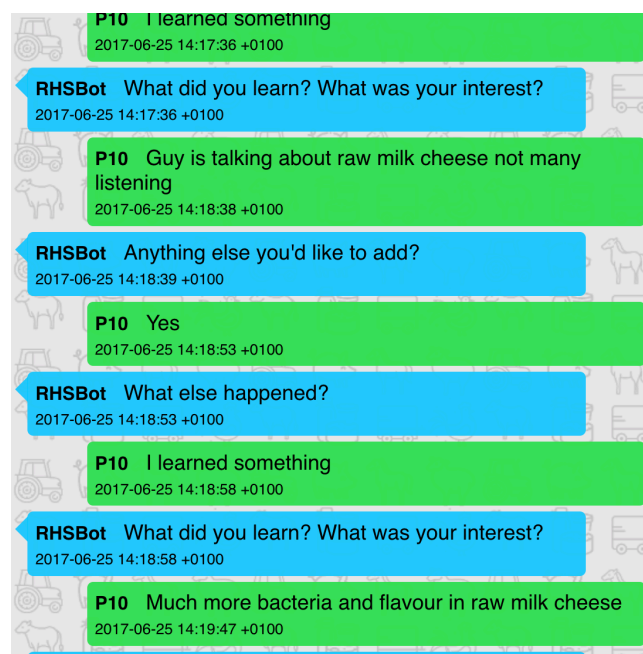 P10 I learned something
2017-06-25 14:17:36 +0100
RHSBot What did you learn? What was your interest?
2017-06-25 14:17:36 +0100
P10 Guy is talking about raw milk cheese not many
listening
2017-06-25 14:18:38 +0100
RHSBot Anything else you'd like to add?
2017-06-25 14:18:39 +0100
P10 Yes
2017-06-25 14:18:53 +0100
RHSBot What else happened?
2017-06-25 14:18:53 +0100
P10 I learned something
2017-06-25 14:18:58 +0100
RHSBot What did you learn? What was your interest?
2017-06-25 14:18:58 +0100
P10 Much more bacteria and flavour in raw milk cheese
2017-06-25 14:19:47 +0100